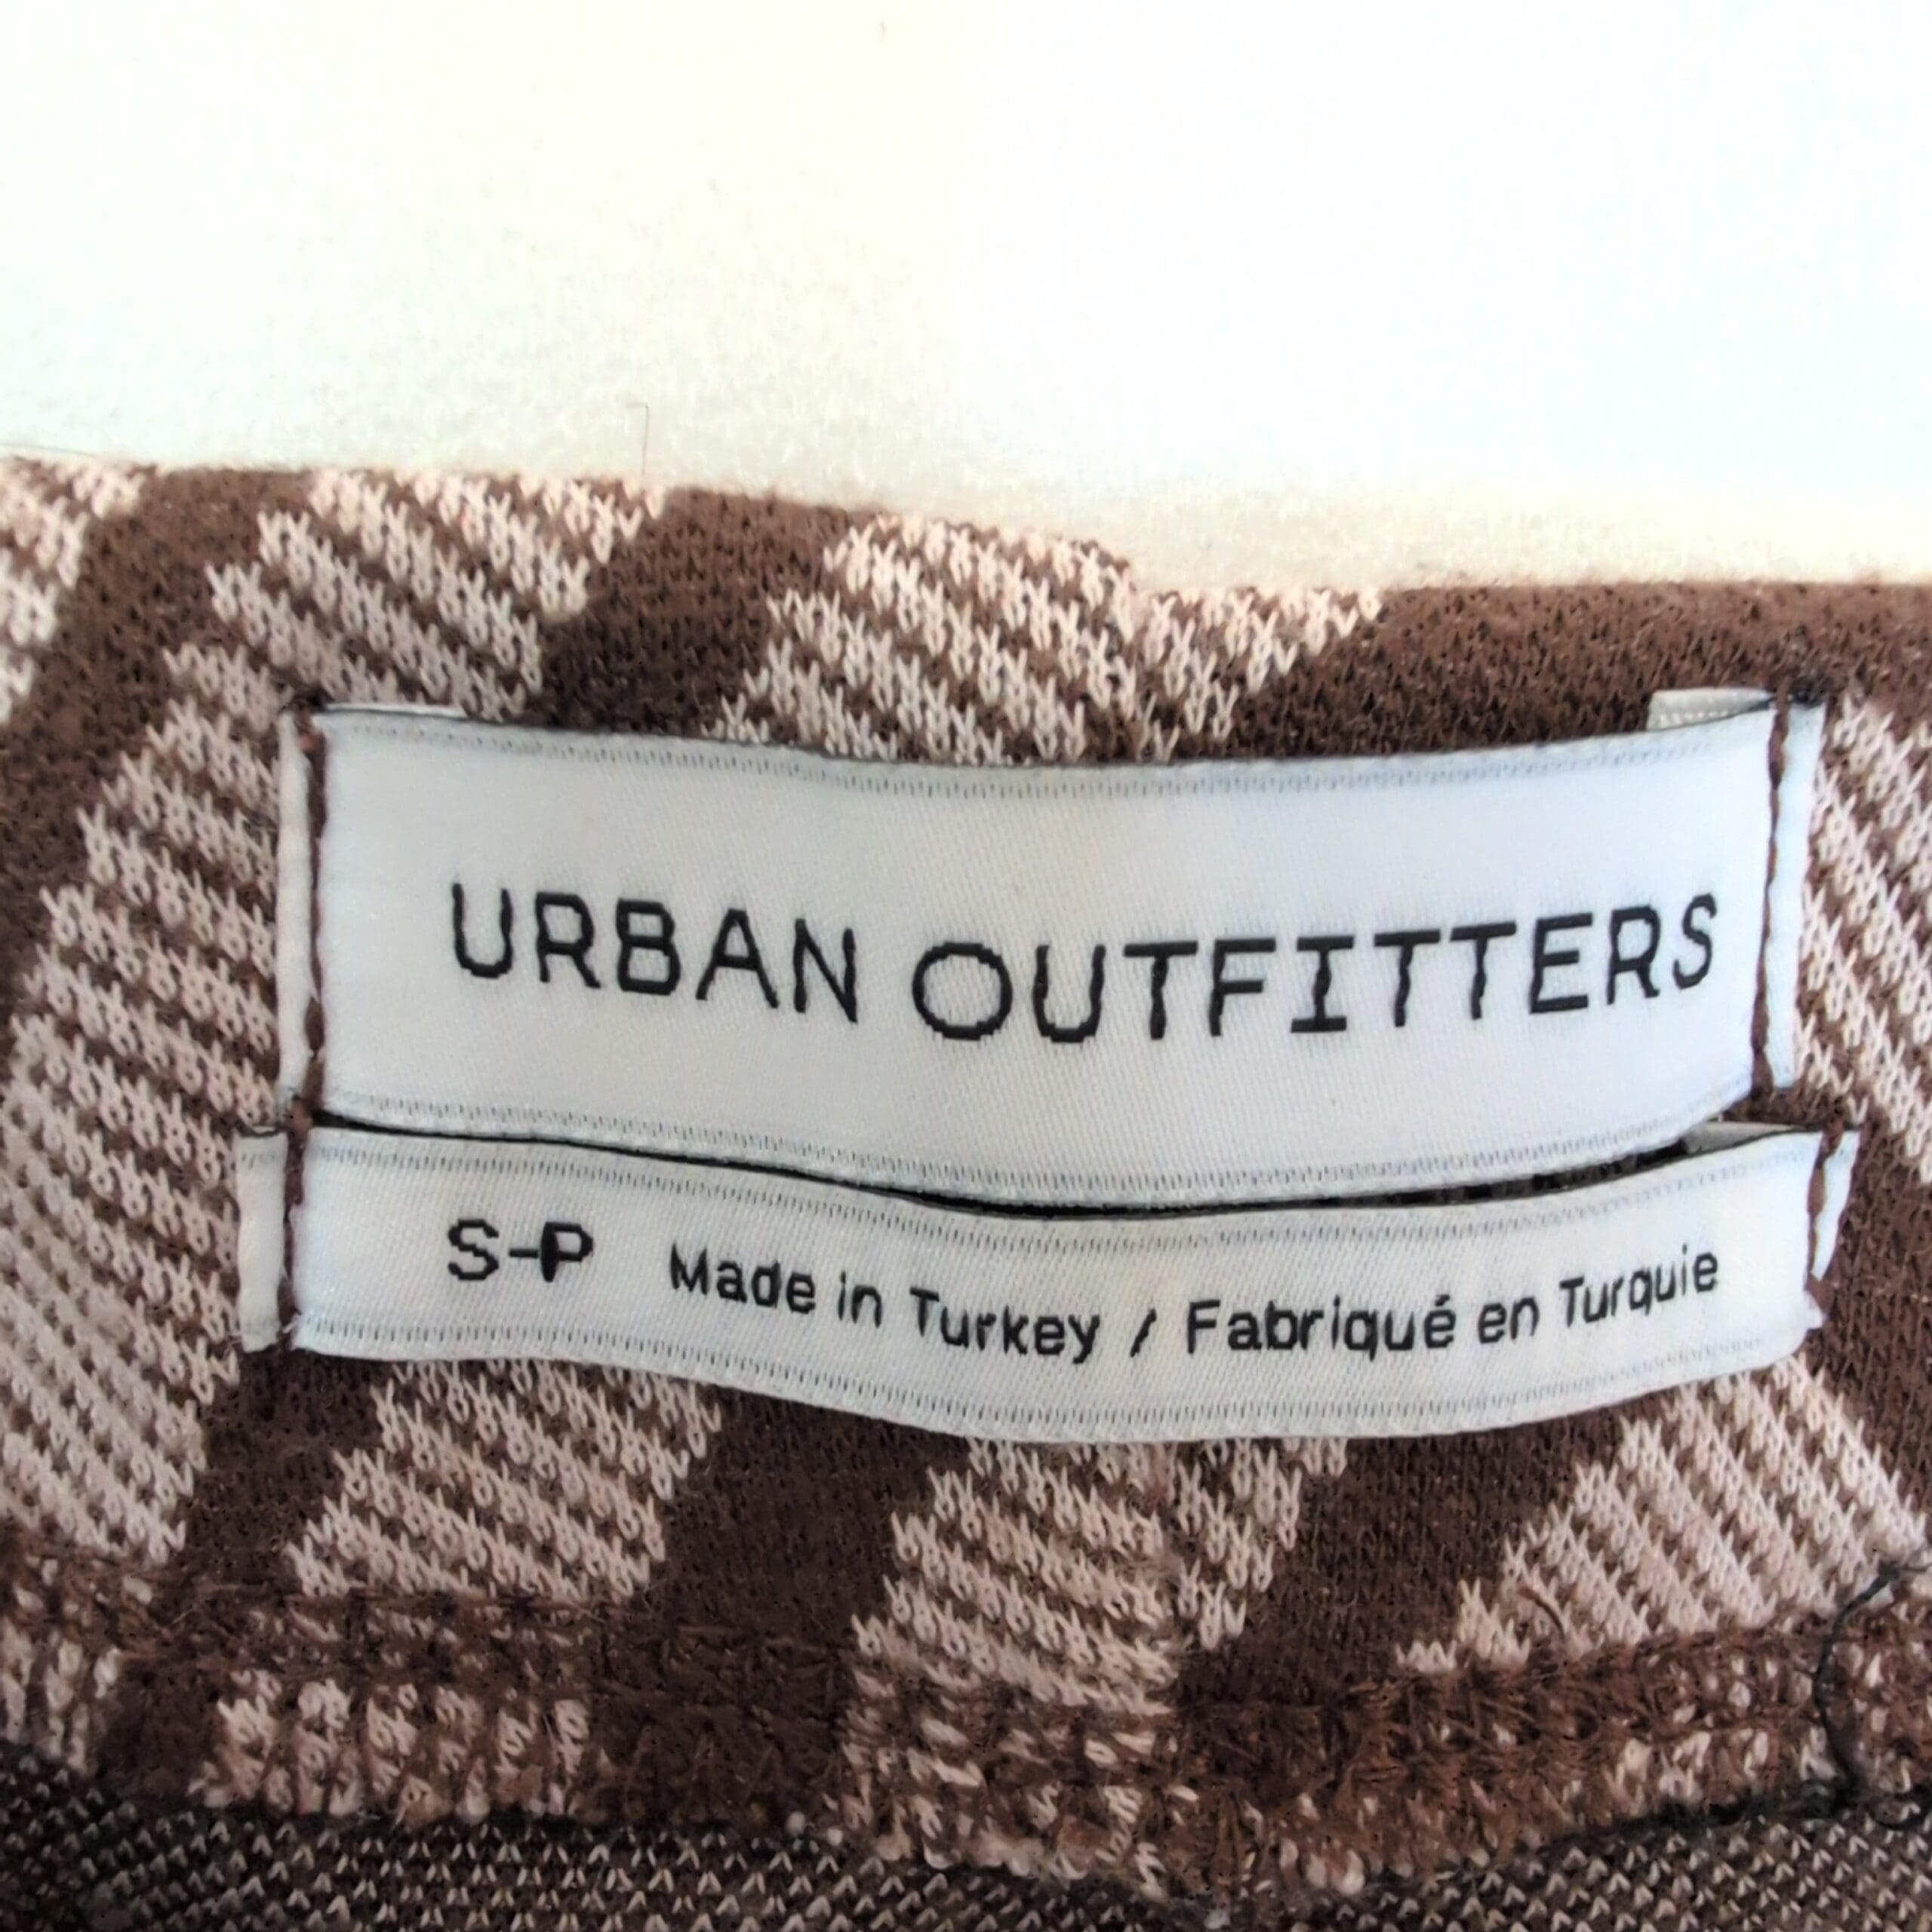 URBAN OUTFITTERS
S-P Made in Turkey / Fabriqué en Turquie